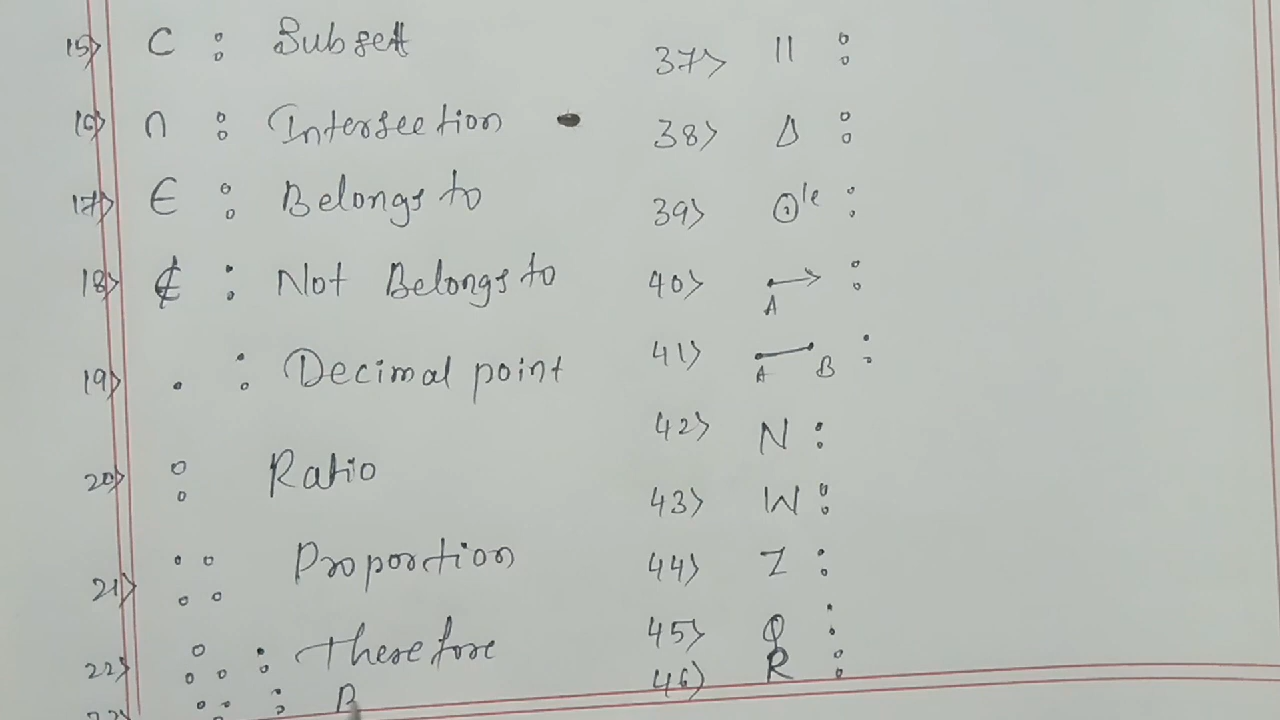 15> ⊂ : Subset
16> ∩ : Intersection
17> ∈ : Belongs to
18> ∉ : Not Belongs to
19> . : Decimal point
20> : Ratio
21> :: Proportion
22> ∴ : Therefore
23> ∵ : B
37> || :
38> Δ :
39> ⊙le :
40> A → :
41> A B :
42> N :
43> W :
44> Z :
45> Q :
46> R :